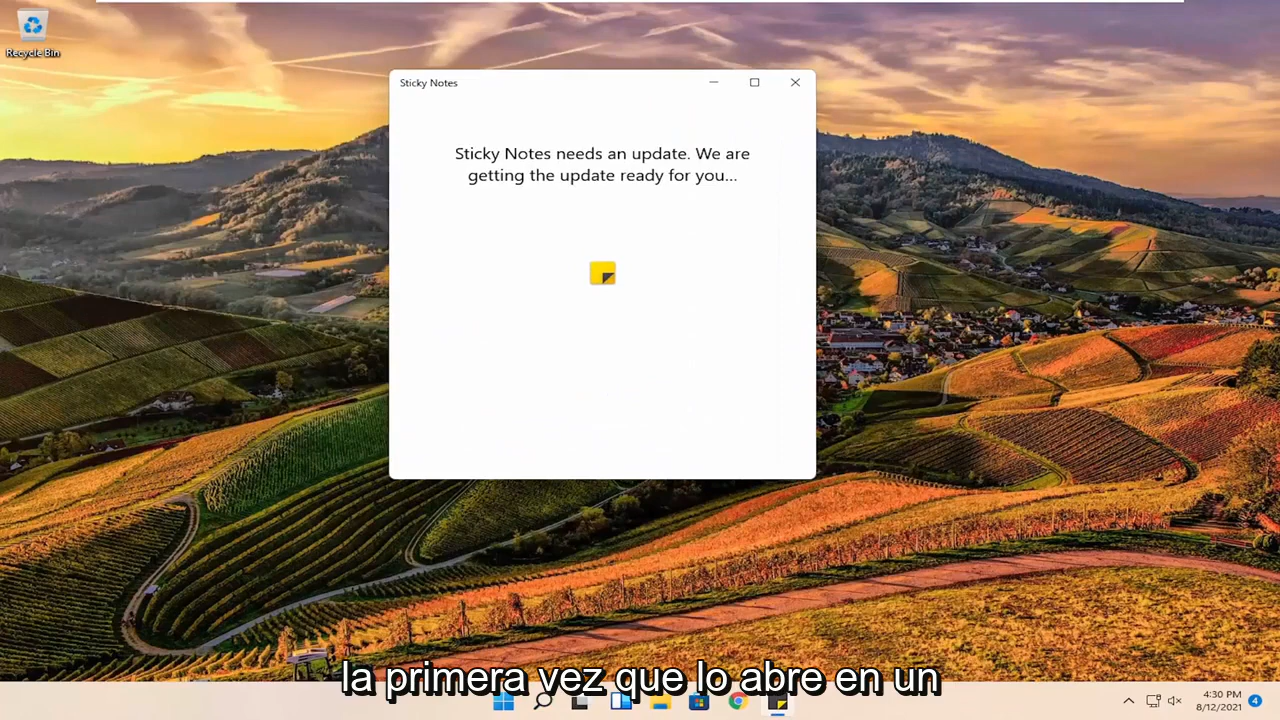 Recycle Bin
Sticky Notes
Sticky Notes needs an update. We are
getting the update ready for you...
la primera vez que lo abre en un
4:30 PM
8/12/2021
4